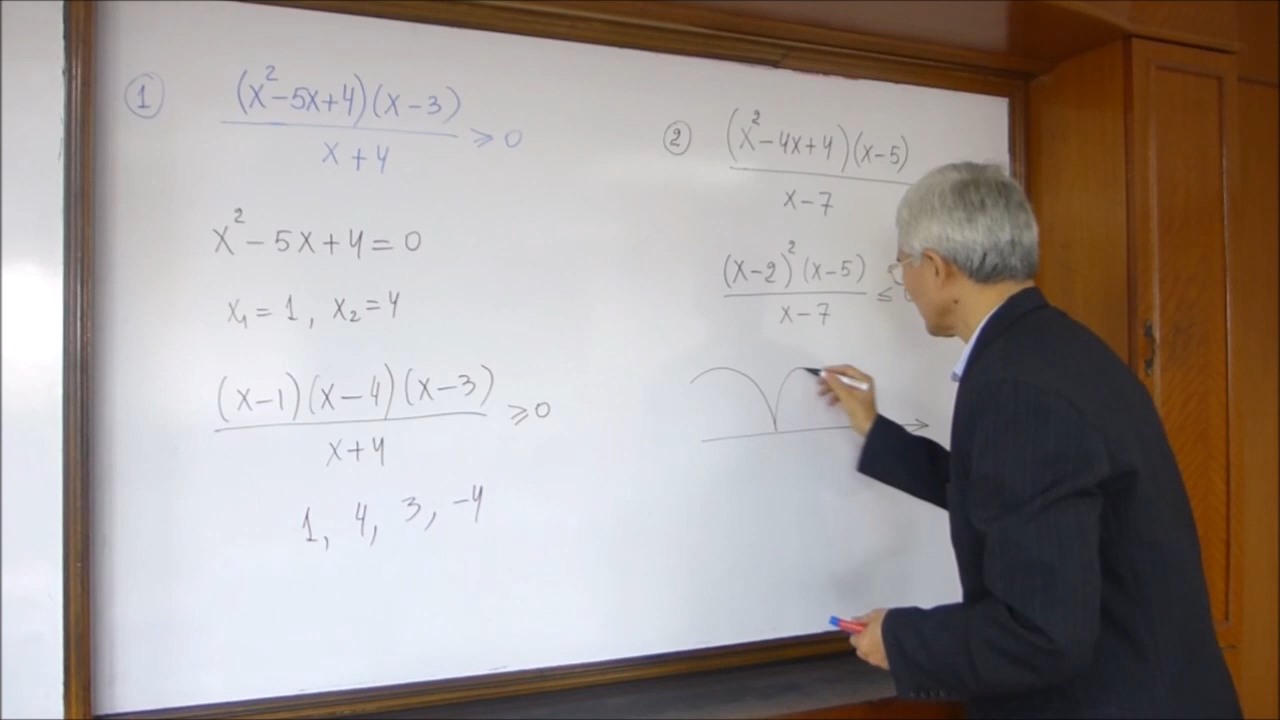 ① (x²-5x+4)(x-3)/x+4 ⩾ 0
x²-5x+4=0
x₁=1, x₂=4
(x-1)(x-4)(x-3)/x+4 ⩾ 0
1, 4, 3, -4
② (x²-4x+4)(x-5)/x-7
(x-2)²(x-5)/x-7 ≤